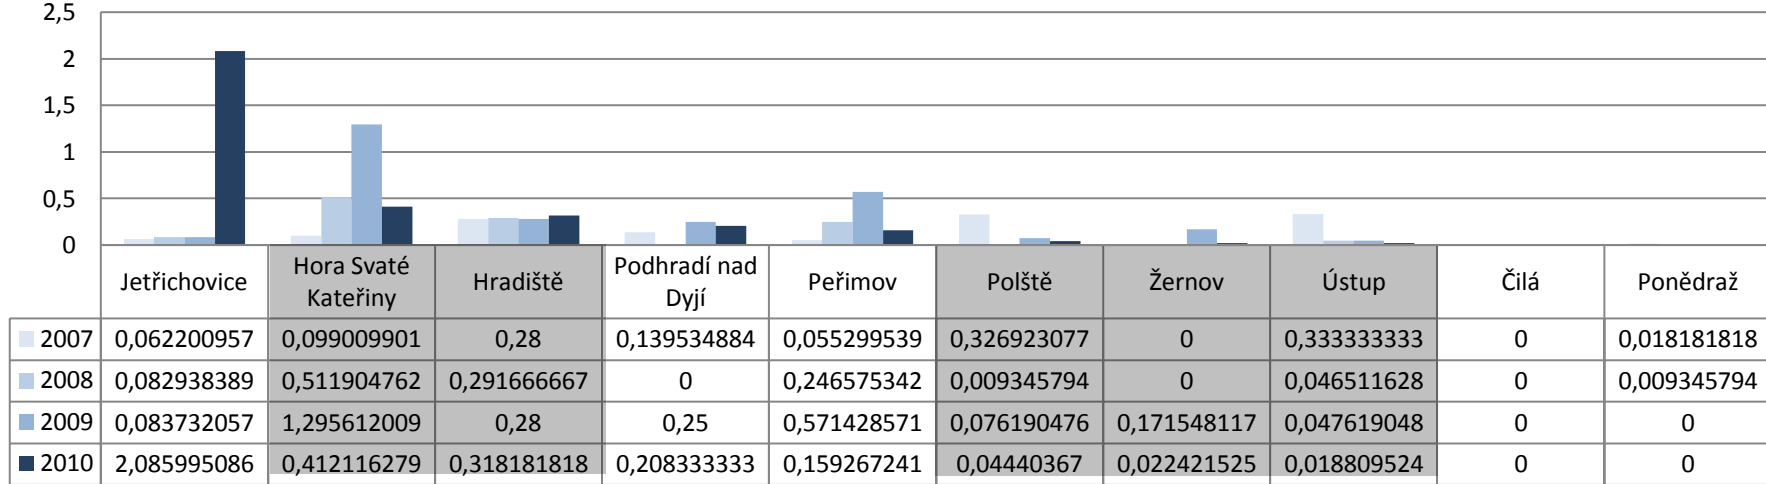 2,5
2
1,5
1
0,5
0
Jetřichovice Hora Svaté Kateřiny Hradiště Podhradí nad Dyjí Peřimov Polště Žernov Ústup Čilá Ponědraž
2007 0,062200957 0,099009901 0,28 0,139534884 0,055299539 0,326923077 0 0,333333333 0 0,018181818
2008 0,082938389 0,511904762 0,291666667 0 0,246575342 0,009345794 0 0,046511628 0 0,009345794
2009 0,083732057 1,295612009 0,28 0,25 0,571428571 0,076190476 0,171548117 0,047619048 0 0
2010 2,085995086 0,412116279 0,318181818 0,208333333 0,159267241 0,04440367 0,022421525 0,018809524 0 0